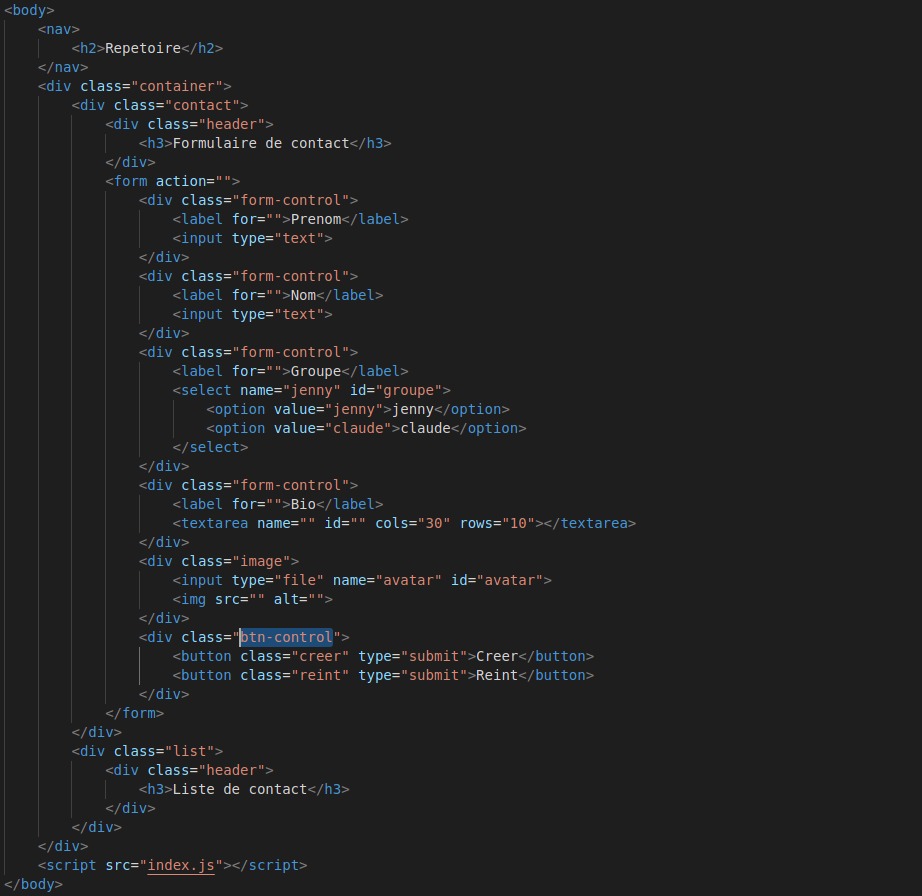 <body>
    <nav>
        <h2>Repetoire</h2>
    </nav>
    <div class="container">
        <div class="contact">
            <div class="header">
                <h3>Formulaire de contact</h3>
            </div>
            <form action="">
                <div class="form-control">
                    <label for="">Prenom</label>
                    <input type="text">
                </div>
                <div class="form-control">
                    <label for="">Nom</label>
                    <input type="text">
                </div>
                <div class="form-control">
                    <label for="">Groupe</label>
                    <select name="jenny" id="groupe">
                        <option value="jenny">jenny</option>
                        <option value="claude">claude</option>
                    </select>
                </div>
                <div class="form-control">
                    <label for="">Bio</label>
                    <textarea name="" id="" cols="30" rows="10"></textarea>
                </div>
                <div class="image">
                    <input type="file" name="avatar" id="avatar">
                    <img src="" alt="">
                </div>
                <div class="btn-control">
                    <button class="creer" type="submit">Creer</button>
                    <button class="reint" type="submit">Reint</button>
                </div>
            </form>
        </div>
        <div class="list">
            <div class="header">
                <h3>Liste de contact</h3>
            </div>
        </div>
    </div>
    <script src="index.js"></script>
</body>